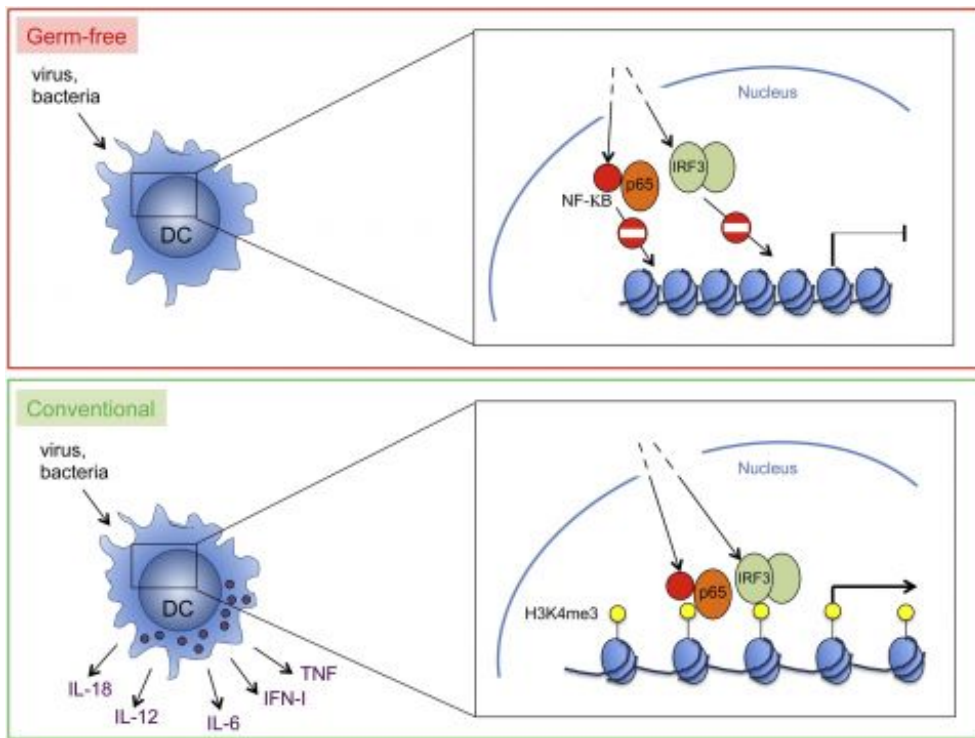 Germ-free
virus,
bacteria
DC
Nucleus
IRF3
p65
NF-KB
Conventional
virus,
bacteria
DC
IL-18
IL-12
IL-6
IFN-I
TNF
Nucleus
IRF3
p65
H3K4me3